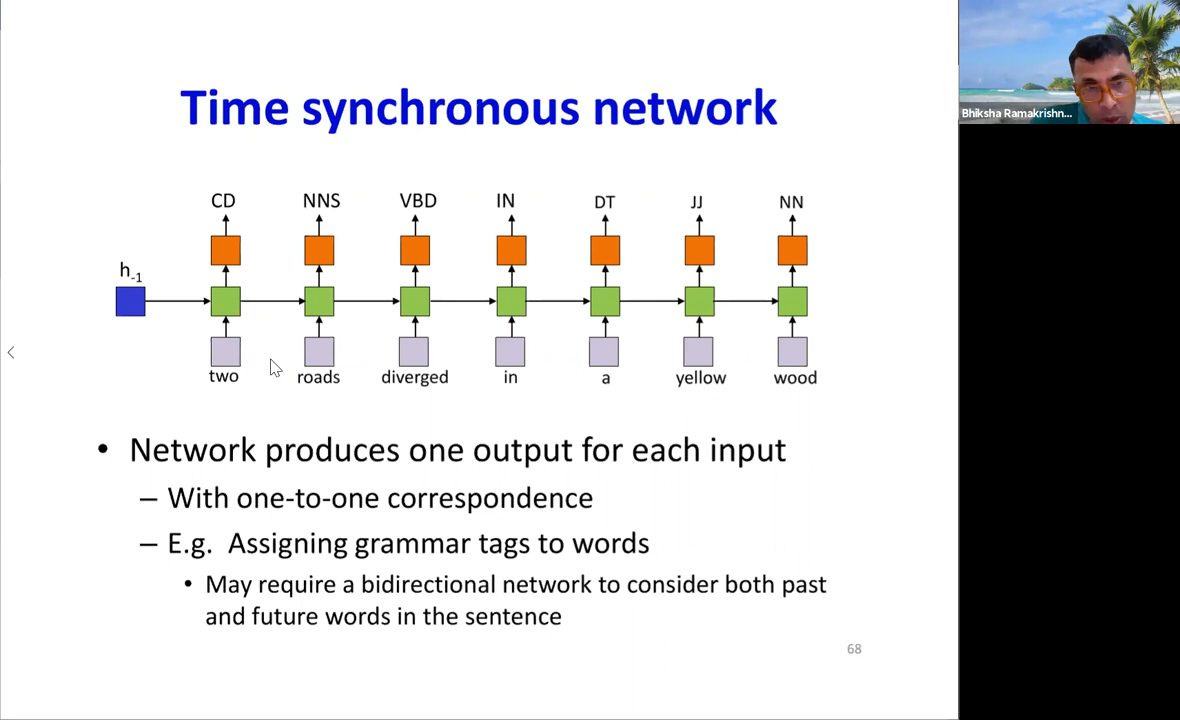 Time synchronous network
CD NNS VBD IN DT JJ NN
h-1
two roads diverged in a yellow wood
• Network produces one output for each input
– With one-to-one correspondence
– E.g. Assigning grammar tags to words
• May require a bidirectional network to consider both past
and future words in the sentence
68
Bhiksha Ramakrishn...